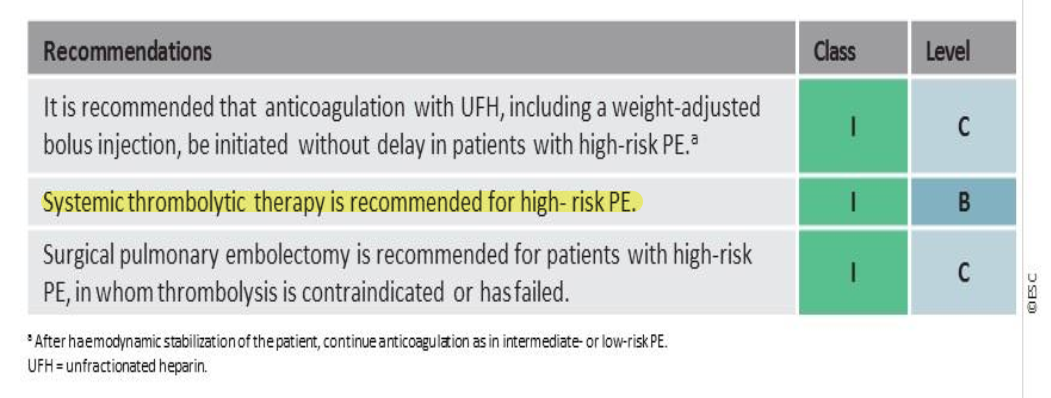 Recommendations Class Level
It is recommended that anticoagulation with UFH, including a weight-adjusted
bolus injection, be initiated without delay in patients with high-risk PE.ᵃ
I C
Systemic thrombolytic therapy is recommended for high- risk PE. I B
Surgical pulmonary embolectomy is recommended for patients with high-risk
PE, in whom thrombolysis is contraindicated or has failed.
I C
ᵃ After haemodynamic stabilization of the patient, continue anticoagulation as in intermediate- or low-risk PE.
UFH = unfractionated heparin.
©ESC